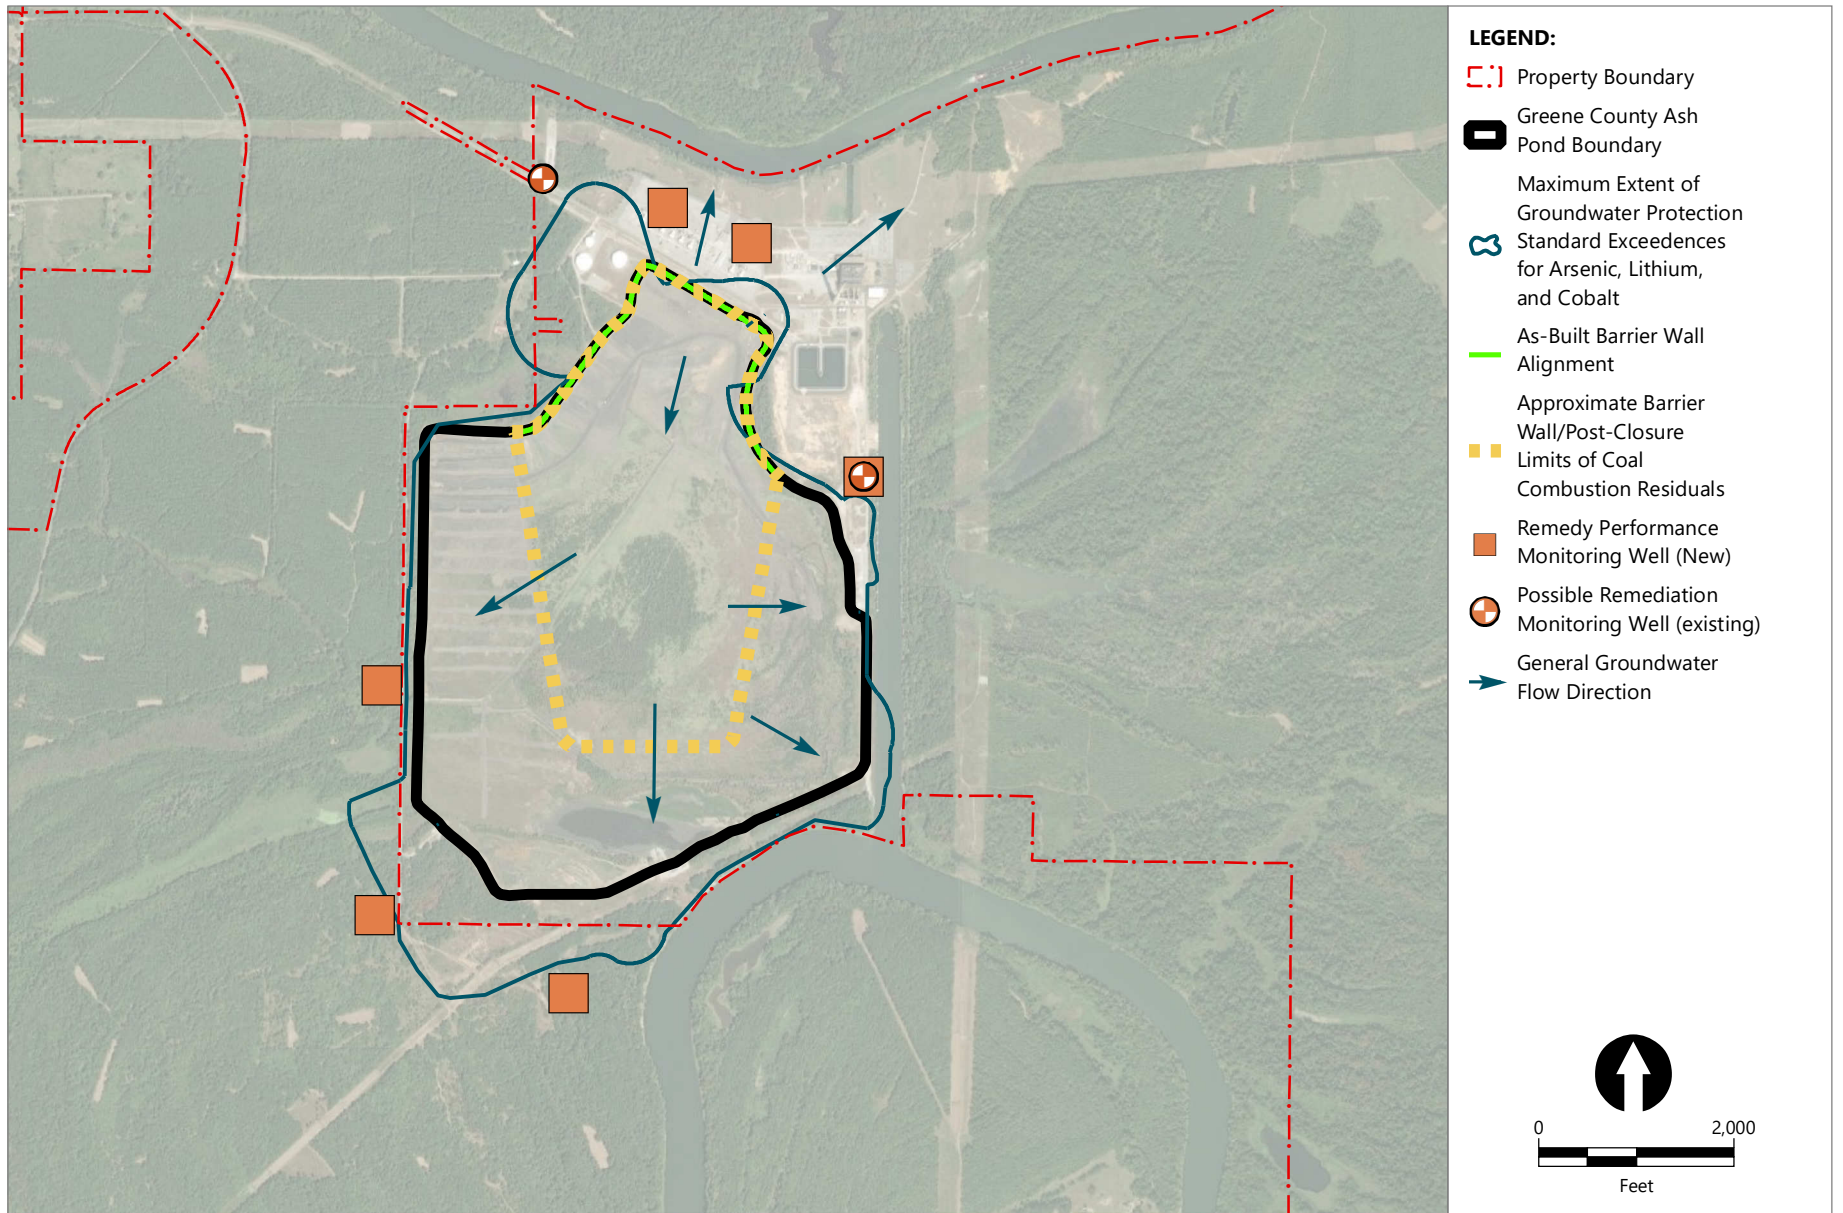 LEGEND:
Property Boundary
Greene County Ash
Pond Boundary
Maximum Extent of
Groundwater Protection
Standard Exceedences
for Arsenic, Lithium,
and Cobalt
As-Built Barrier Wall
Alignment
Approximate Barrier
Wall/Post-Closure
Limits of Coal
Combustion Residuals
Remedy Performance
Monitoring Well (New)
Possible Remediation
Monitoring Well (existing)
General Groundwater
Flow Direction
0 2,000
Feet